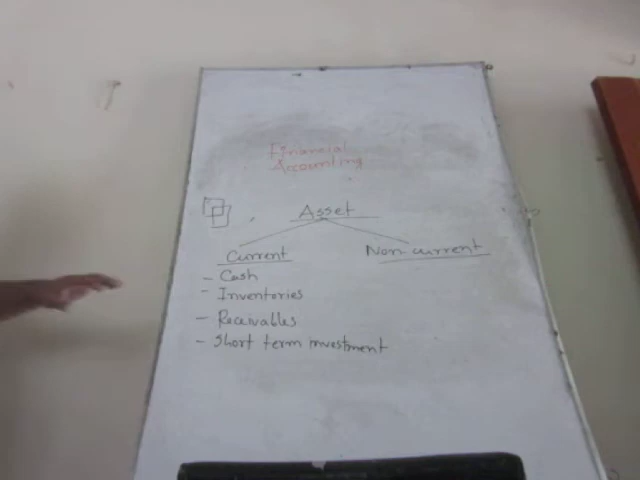 Financial
Accounting
Asset
Current
Non-current
- Cash
- Inventories
- Receivables
- Short term investment